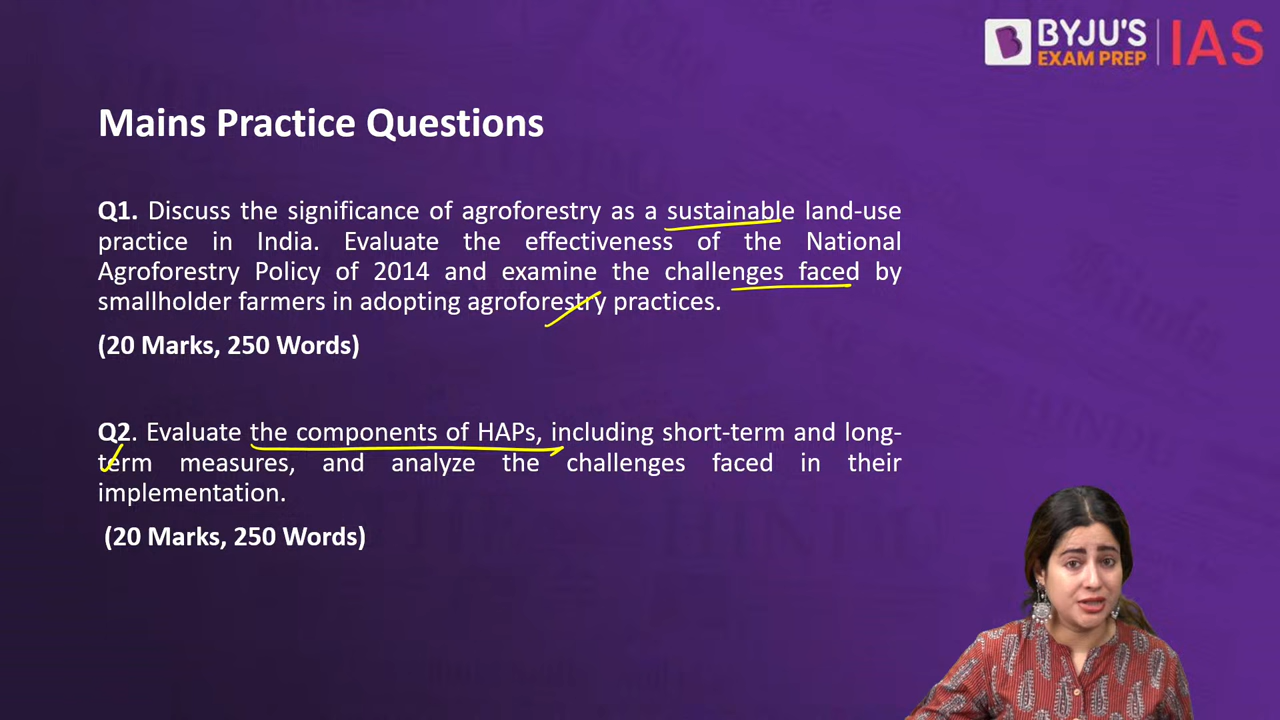 BYJU'S IAS
EXAM PREP
Mains Practice Questions
Q1. Discuss the significance of agroforestry as a sustainable land-use
practice in India. Evaluate the effectiveness of the National
Agroforestry Policy of 2014 and examine the challenges faced by
smallholder farmers in adopting agroforestry practices.
(20 Marks, 250 Words)
Q2. Evaluate the components of HAPs, including short-term and long-
term measures, and analyze the challenges faced in their
implementation.
(20 Marks, 250 Words)